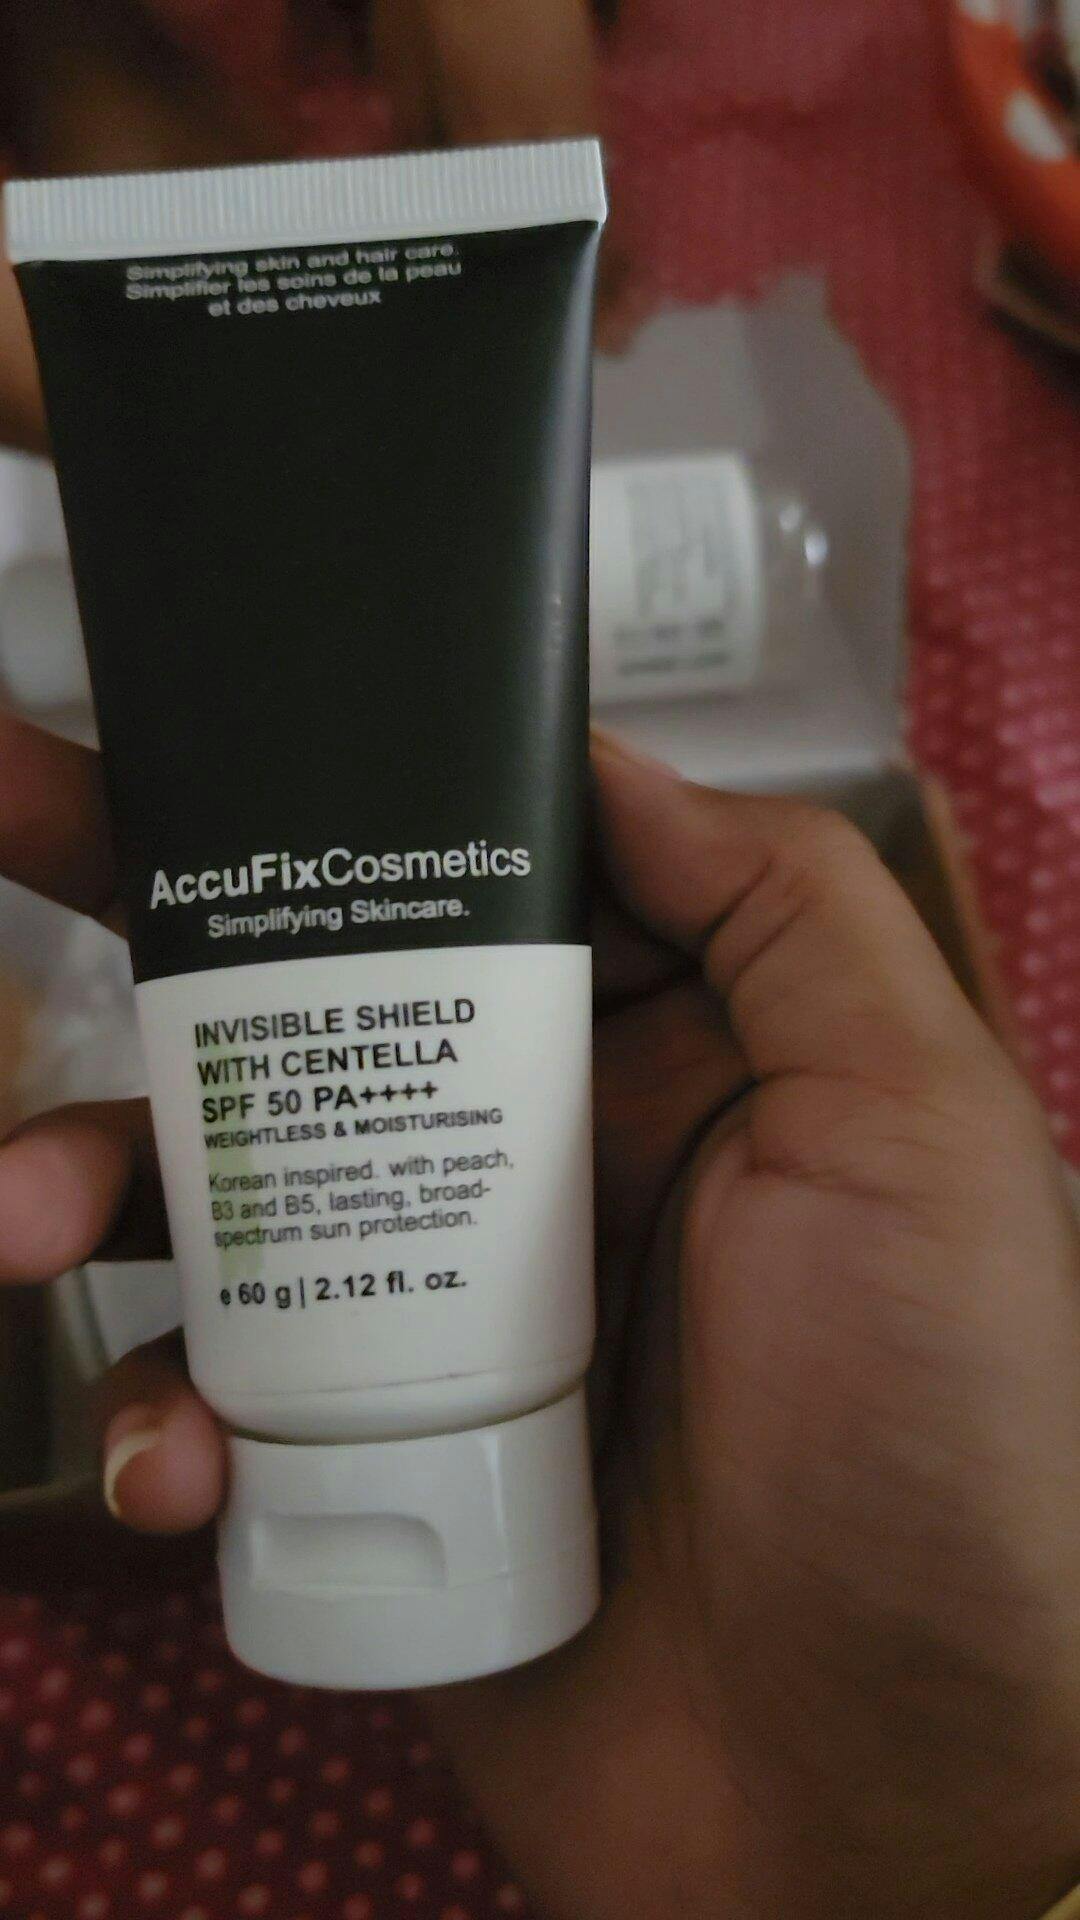 Simplifying skin and hair care.
Simplifier les soins de la peau
et des cheveux
AccuFixCosmetics
Simplifying Skincare.
INVISIBLE SHIELD
WITH CENTELLA
SPF 50 PA++++
WEIGHTLESS & MOISTURISING
Korean inspired. with peach,
B3 and B5, lasting, broad-
spectrum sun protection.
e 60 g | 2.12 fl. oz.